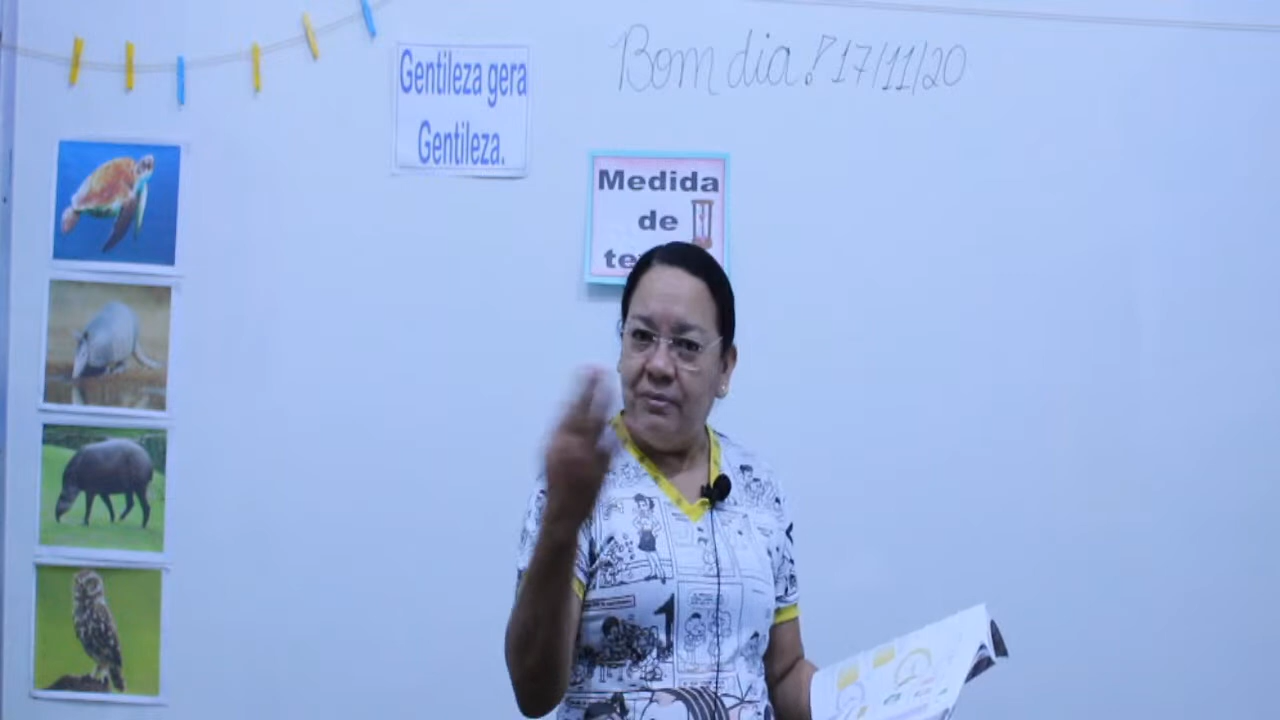 Gentileza gera
Gentileza.
Bom dia! 17/11/20
Medida
de